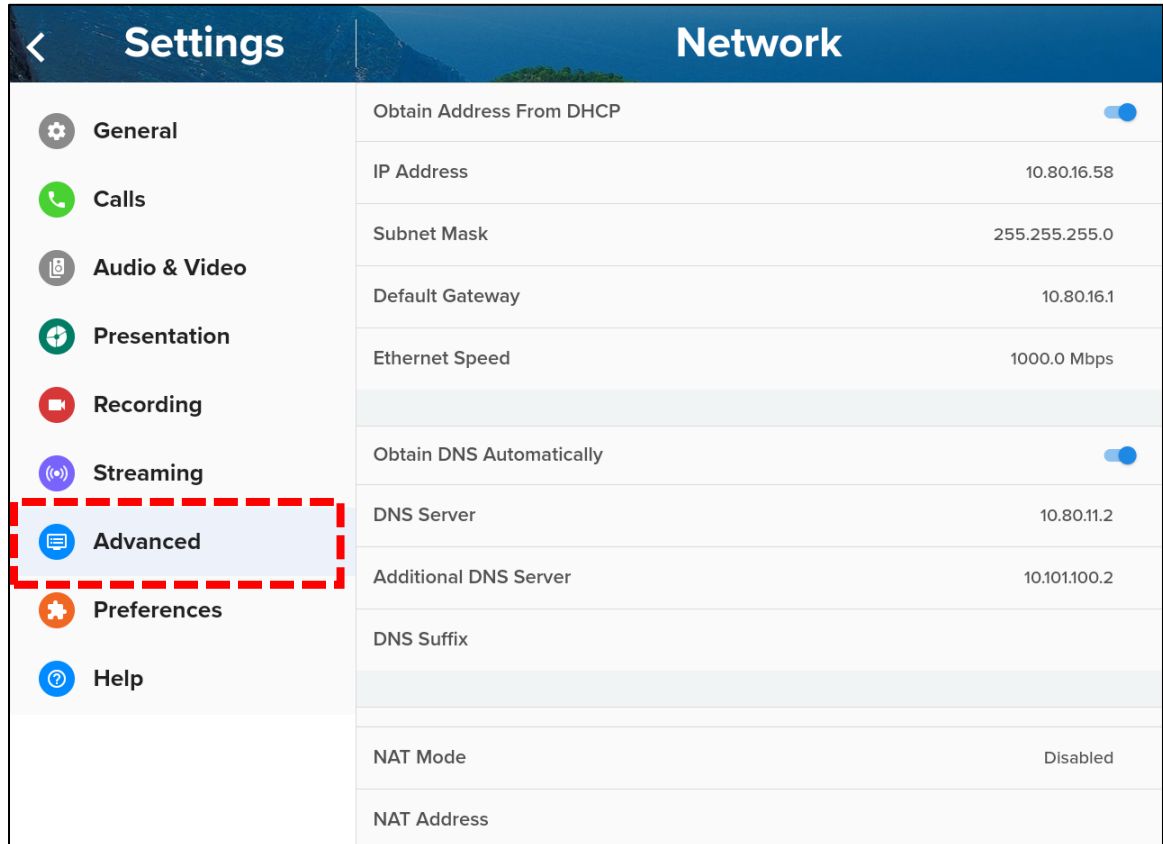 Settings
Network
General
Calls
Audio & Video
Presentation
Recording
Streaming
Advanced
Preferences
Help
Obtain Address From DHCP
IP Address 10.80.16.58
Subnet Mask 255.255.255.0
Default Gateway 10.80.16.1
Ethernet Speed 1000.0 Mbps
Obtain DNS Automatically
DNS Server 10.80.11.2
Additional DNS Server 10.101.100.2
DNS Suffix
NAT Mode Disabled
NAT Address